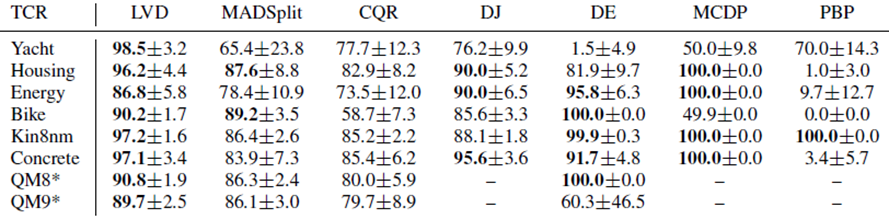 TCR LVD MADSplit CQR DJ DE MCDP PBP
Yacht 98.5±3.2 65.4±23.8 77.7±12.3 76.2±9.9 1.5±4.9 50.0±9.8 70.0±14.3
Housing 96.2±4.4 87.6±8.8 82.9±8.2 90.0±5.2 81.9±9.7 100.0±0.0 1.0±3.0
Energy 86.8±5.8 78.4±10.9 73.5±12.0 90.0±6.5 95.8±6.3 100.0±0.0 9.7±12.7
Bike 90.2±1.7 89.2±3.5 58.7±7.3 85.6±3.3 100.0±0.0 49.9±0.0 0.0±0.0
Kin8nm 97.2±1.6 86.4±2.6 85.2±2.2 88.1±1.8 99.9±0.3 100.0±0.0 100.0±0.0
Concrete 97.1±3.4 83.9±7.3 85.4±6.2 95.6±3.6 91.7±4.8 100.0±0.0 3.4±5.7
QM8* 90.8±1.9 86.3±2.4 80.0±5.9 – 100.0±0.0 – –
QM9* 89.7±2.5 86.1±3.0 79.7±8.9 – 60.3±46.5 – –